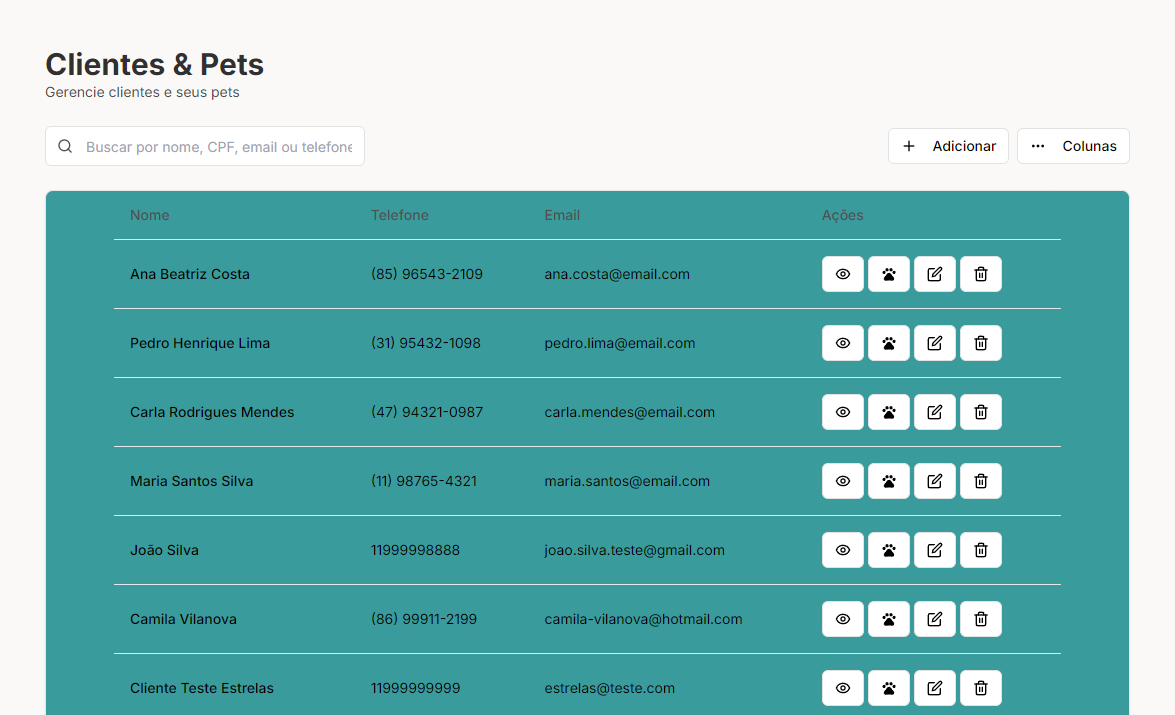 Clientes & Pets
Gerencie clientes e seus pets
Buscar por nome, CPF, email ou telefone
Adicionar
Colunas
Nome Telefone Email Ações
Ana Beatriz Costa (85) 96543-2109 ana.costa@email.com
Pedro Henrique Lima (31) 95432-1098 pedro.lima@email.com
Carla Rodrigues Mendes (47) 94321-0987 carla.mendes@email.com
Maria Santos Silva (11) 98765-4321 maria.santos@email.com
João Silva 11999998888 joao.silva.teste@gmail.com
Camila Vilanova (86) 99911-2199 camila-vilanova@hotmail.com
Cliente Teste Estrelas 11999999999 estrelas@teste.com